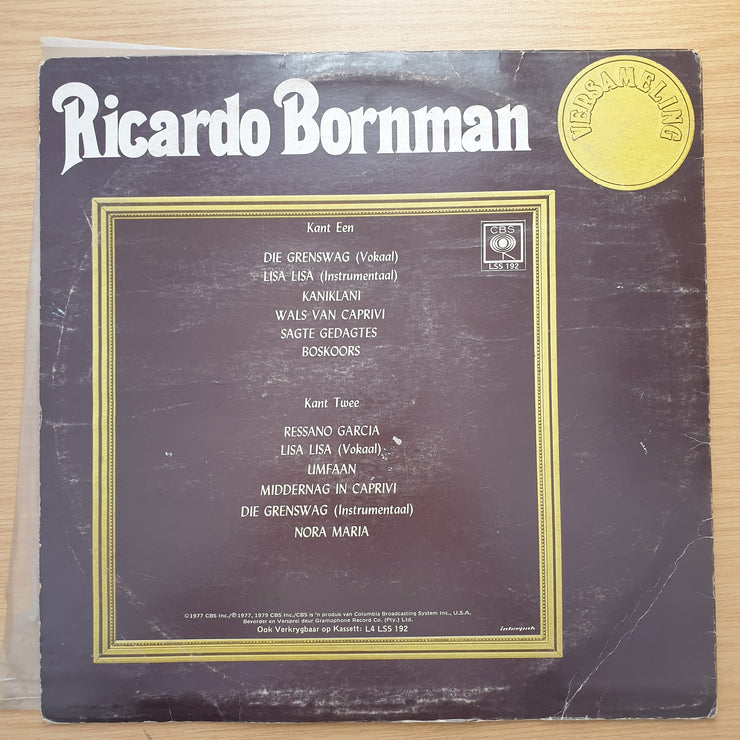 Ricardo Bornman
VERSAMELING
Kant Een
CBS
LSS 192
DIE GRENSWAG (Vokaal)
LISA LISA (Instrumentaal)
KANIKLANI
WALS VAN CAPRIVI
SAGTE GEDAGTES
BOSKOORS
Kant Twee
RESSANO GARCIA
LISA LISA (Vokaal)
UMFAAN
MIDDERNAG IN CAPRIVI
DIE GRENSWAG (Instrumentaal)
NORA MARIA
©1977 CBS Inc./℗1977, 1979 CBS Inc./CBS is 'n produk van Columbia Broadcasting System Inc., U.S.A.
Bevorder en Versprei deur Gramophone Record Co. (Pty.) Ltd.
Ook Verkrygbaar op Kassett: L4 LSS 192
interpak